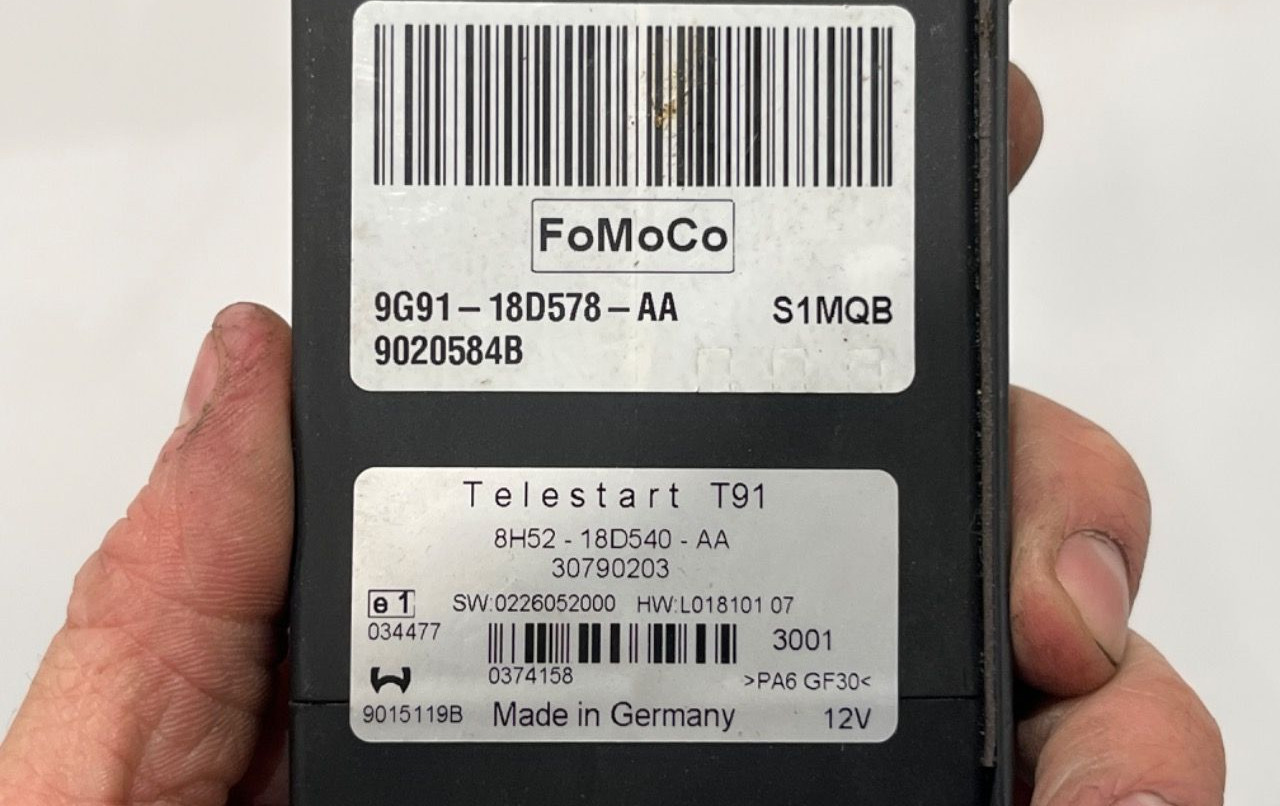 FoMoCo
9G91-18D578-AA S1MQB
9020584B
Telestart T91
8H52 - 18D540 - AA
30790203
e1 SW:0226052000 HW:L018101 07
034477
3001
0374158
>PA6 GF30<
9015119B Made in Germany 12V